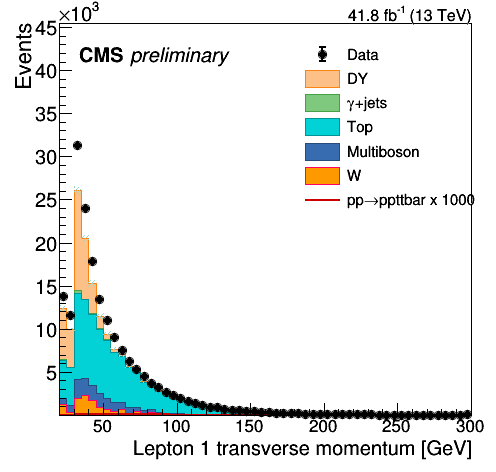 ×10³
41.8 fb⁻¹ (13 TeV)
Events
CMS preliminary
Data
DY
γ+jets
Top
Multiboson
W
pp→ppttbar x 1000
45
40
35
30
25
20
15
10
5
50 100 150 200 250 300
Lepton 1 transverse momentum [GeV]